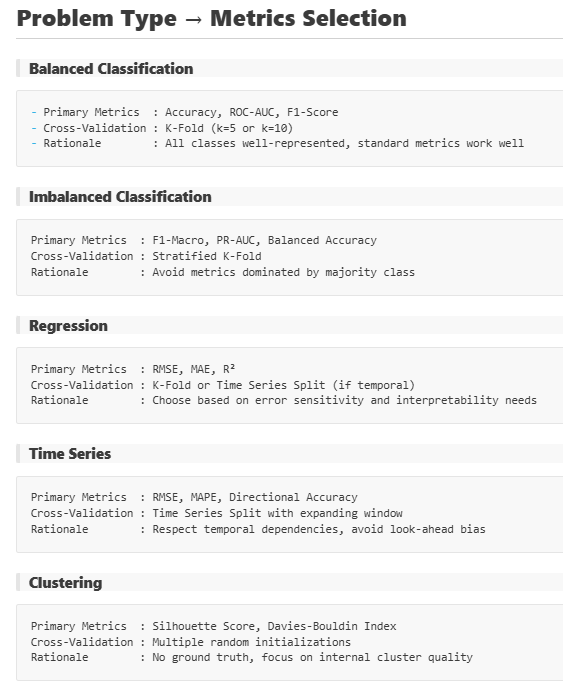 Problem Type → Metrics Selection
Balanced Classification
- Primary Metrics  : Accuracy, ROC-AUC, F1-Score
- Cross-Validation : K-Fold (k=5 or k=10)
- Rationale        : All classes well-represented, standard metrics work well
Imbalanced Classification
Primary Metrics  : F1-Macro, PR-AUC, Balanced Accuracy
Cross-Validation : Stratified K-Fold
Rationale        : Avoid metrics dominated by majority class
Regression
Primary Metrics  : RMSE, MAE, R²
Cross-Validation : K-Fold or Time Series Split (if temporal)
Rationale        : Choose based on error sensitivity and interpretability needs
Time Series
Primary Metrics  : RMSE, MAPE, Directional Accuracy
Cross-Validation : Time Series Split with expanding window
Rationale        : Respect temporal dependencies, avoid look-ahead bias
Clustering
Primary Metrics  : Silhouette Score, Davies-Bouldin Index
Cross-Validation : Multiple random initializations
Rationale        : No ground truth, focus on internal cluster quality